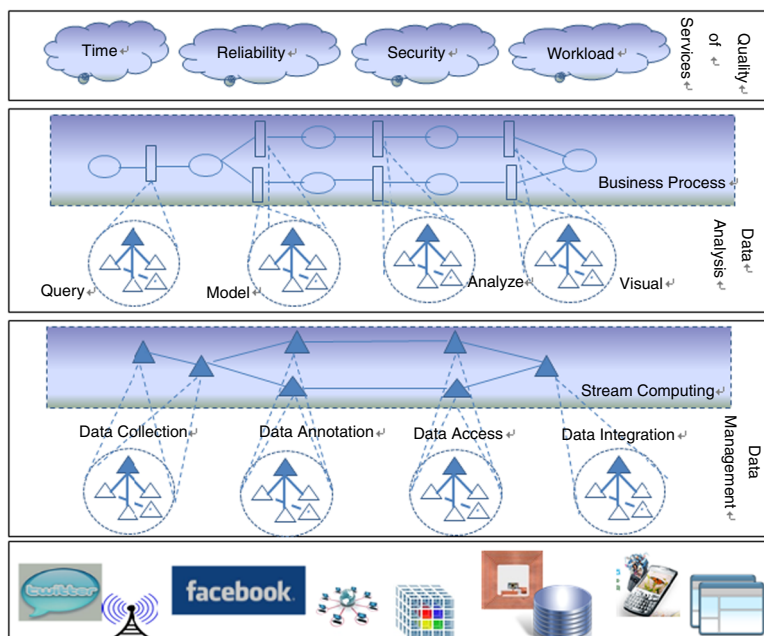 Time
Reliability
Security
Workload
Quality
of
Services
Business Process
Data
Analysis
Query
Model
Analyze
Visual
Stream Computing
Data Collection
Data Annotation
Data Access
Data Integration
Data
Management
twitter
facebook